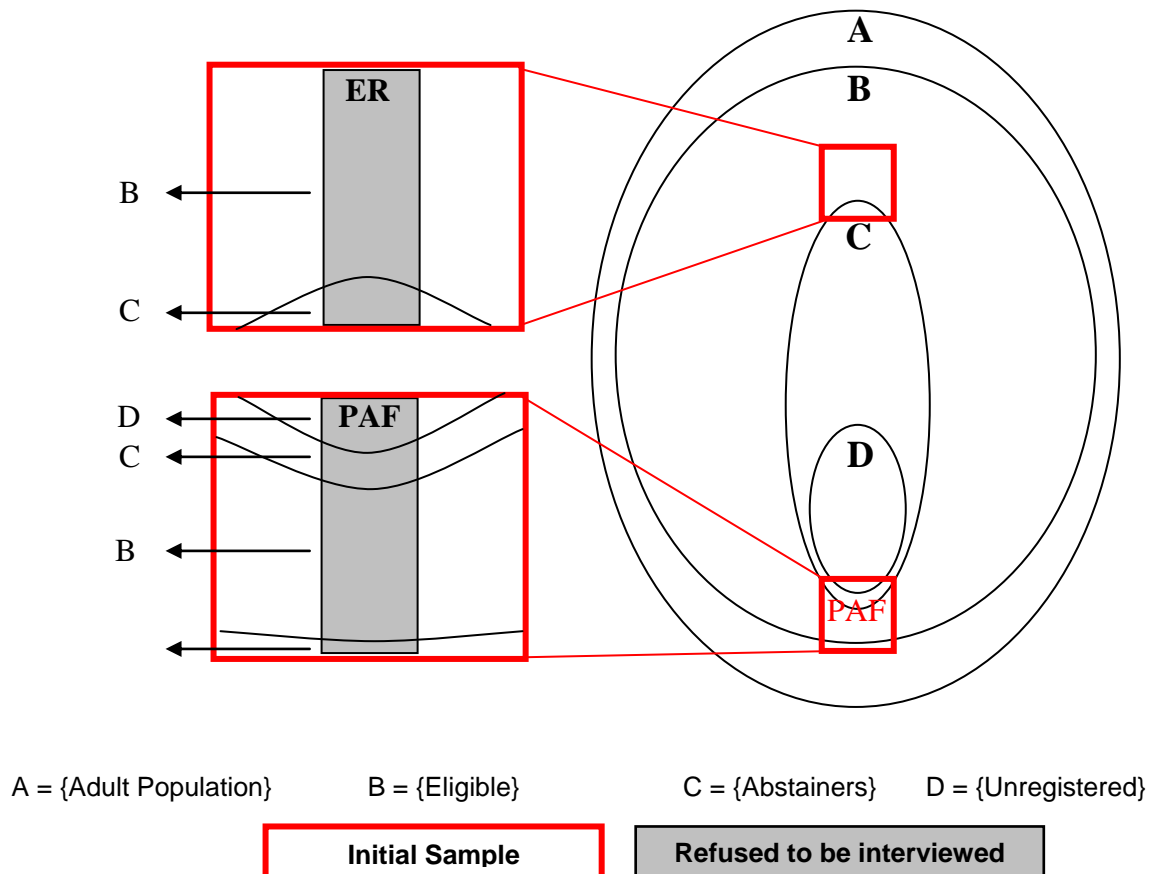 A
B
ER
B
C
C
D
PAF
C
D
B
PAF
A = {Adult Population} B = {Eligible} C = {Abstainers} D = {Unregistered}
Initial Sample Refused to be interviewed